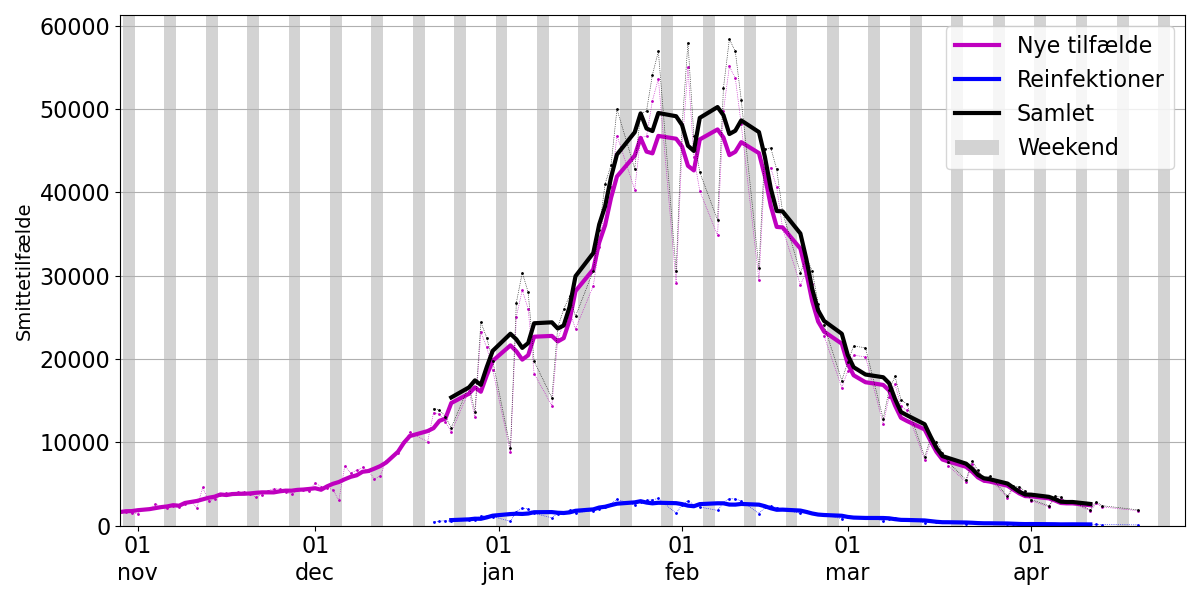 60000
50000
40000
30000
20000
10000
0
Smittetilfælde
Nye tilfælde
Reinfektioner
Samlet
Weekend
01 01 01 01 01 01
nov dec jan feb mar apr